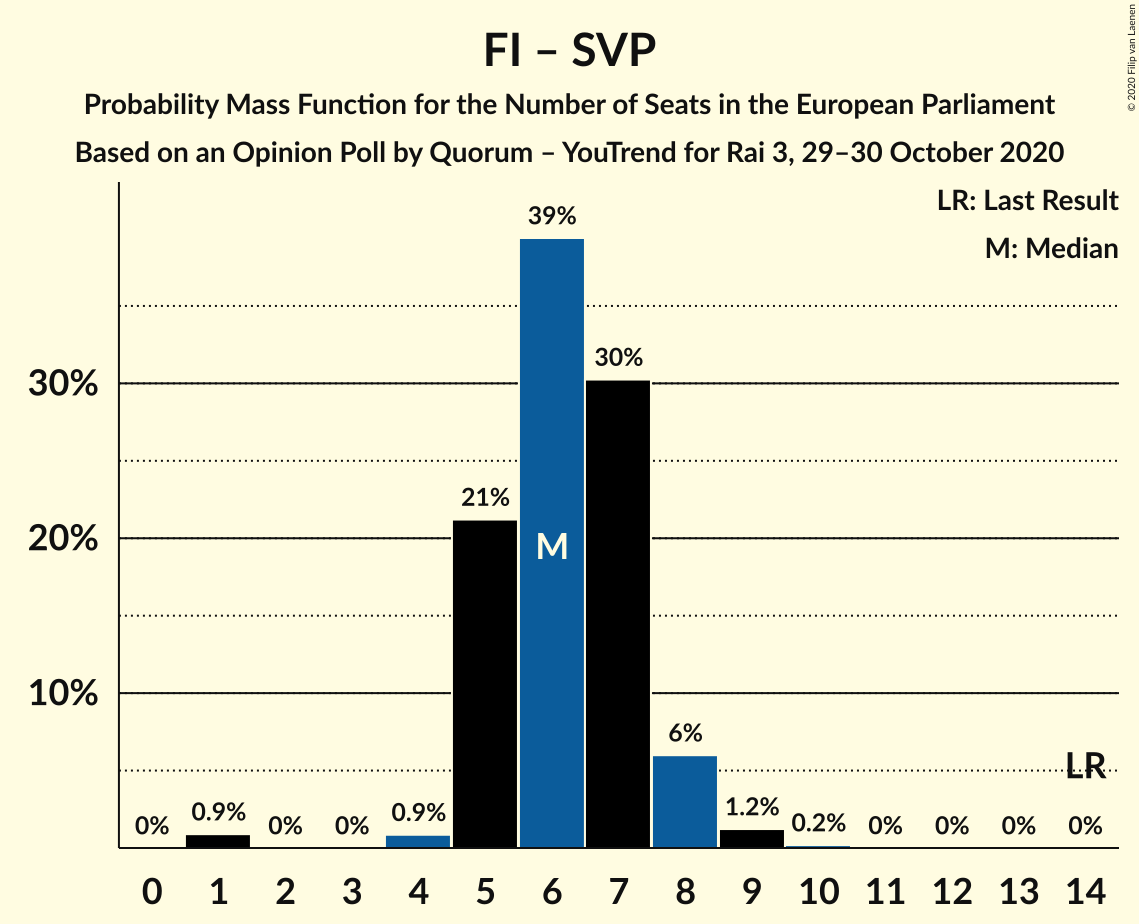 FI – SVP
Probability Mass Function for the Number of Seats in the European Parliament
Based on an Opinion Poll by Quorum – YouTrend for Rai 3, 29–30 October 2020
© 2020 Filip van Laenen
LR: Last Result
M: Median
39%
30%
30%
21%
20%
M
10%
6%
LR
0% 0.9% 0% 0% 0.9% 1.2% 0.2% 0% 0% 0% 0%
0 1 2 3 4 5 6 7 8 9 10 11 12 13 14